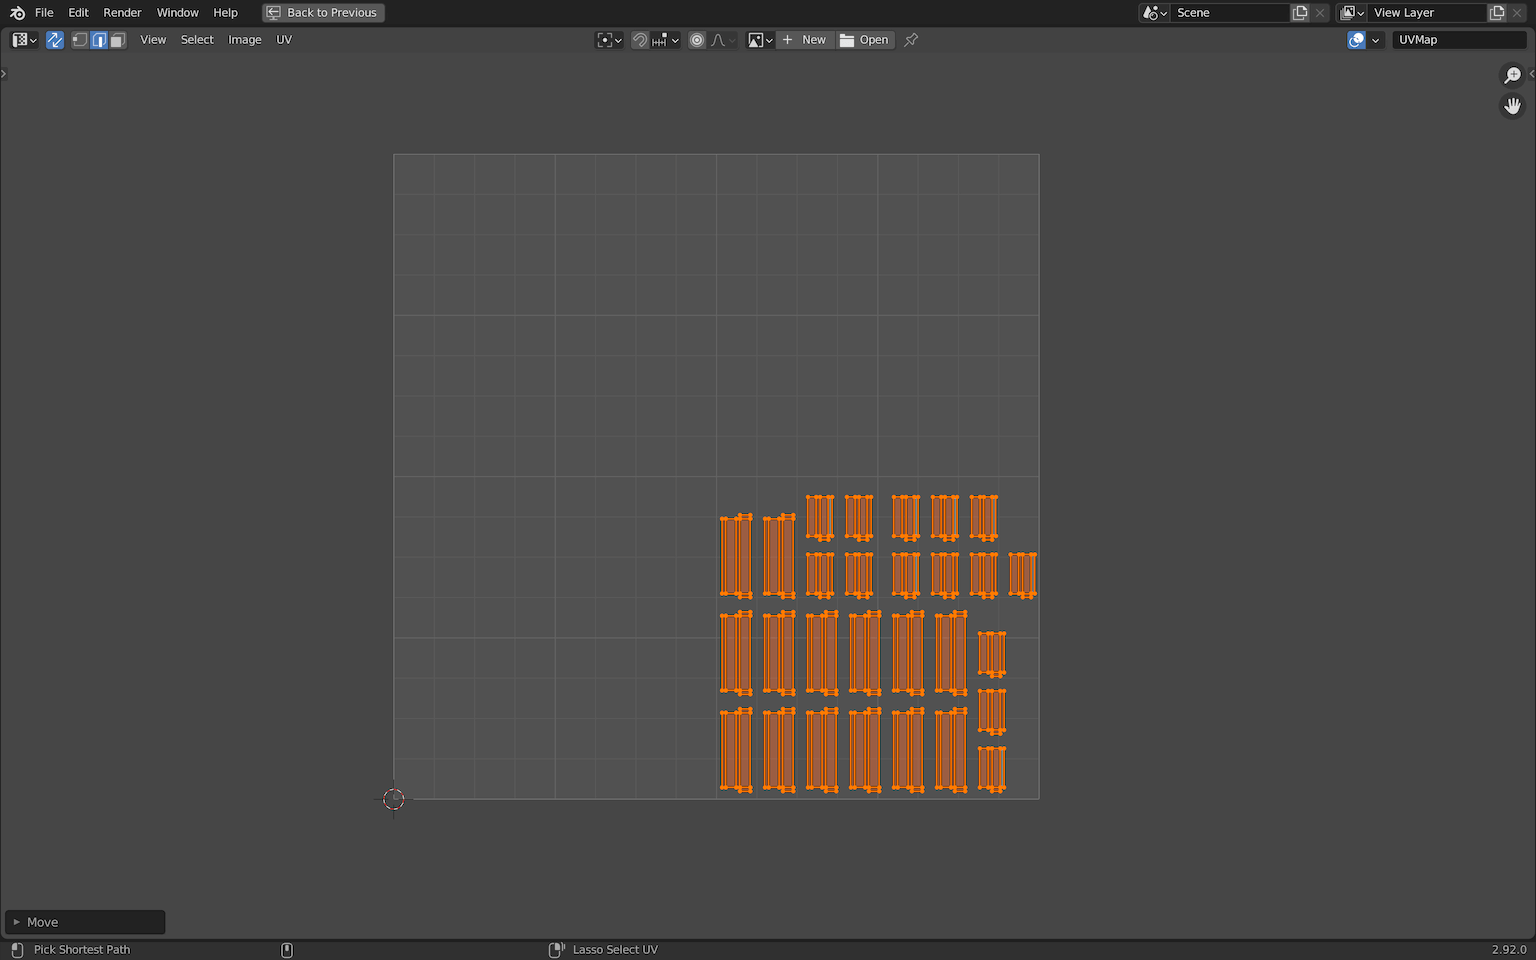 File Edit Render Window Help Back to Previous Scene View Layer
View Select Image UV New Open UVMap
Move
Pick Shortest Path Lasso Select UV 2.92.0